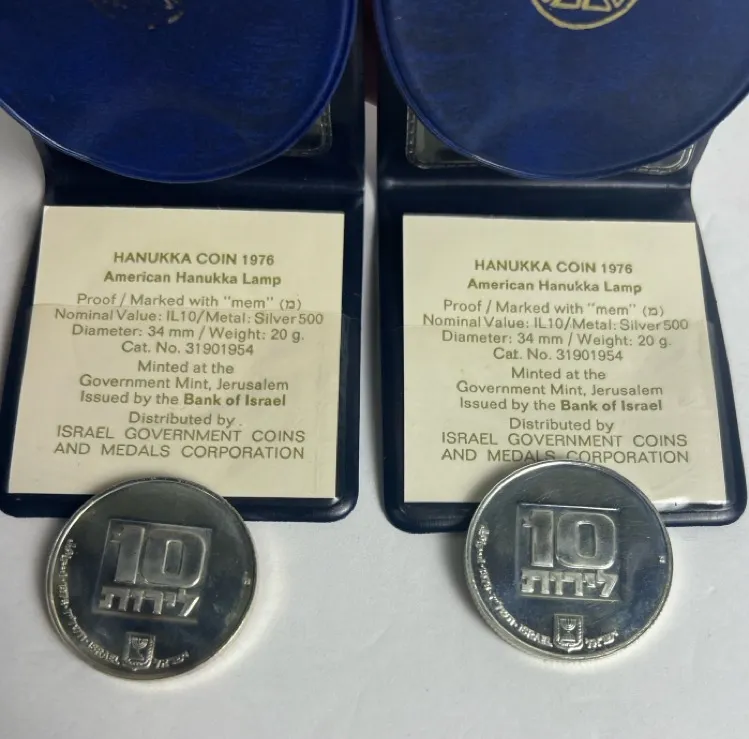 HANUKKA COIN 1976
American Hanukka Lamp
Proof / Marked with "mem" (מ)
Nominal Value: IL10/Metal: Silver 500
Diameter: 34 mm / Weight: 20 g.
Cat. No. 31901954
Minted at the
Government Mint, Jerusalem
Issued by the Bank of Israel
Distributed by
ISRAEL GOVERNMENT COINS
AND MEDALS CORPORATION
10
לירות
ISRAEL
HANUKKA COIN 1976
American Hanukka Lamp
Proof / Marked with "mem" (מ)
Nominal Value: IL10/Metal: Silver 500
Diameter: 34 mm / Weight: 20 g.
Cat. No. 31901954
Minted at the
Government Mint, Jerusalem
Issued by the Bank of Israel
Distributed by
ISRAEL GOVERNMENT COINS
AND MEDALS CORPORATION
10
לירות
ISRAEL